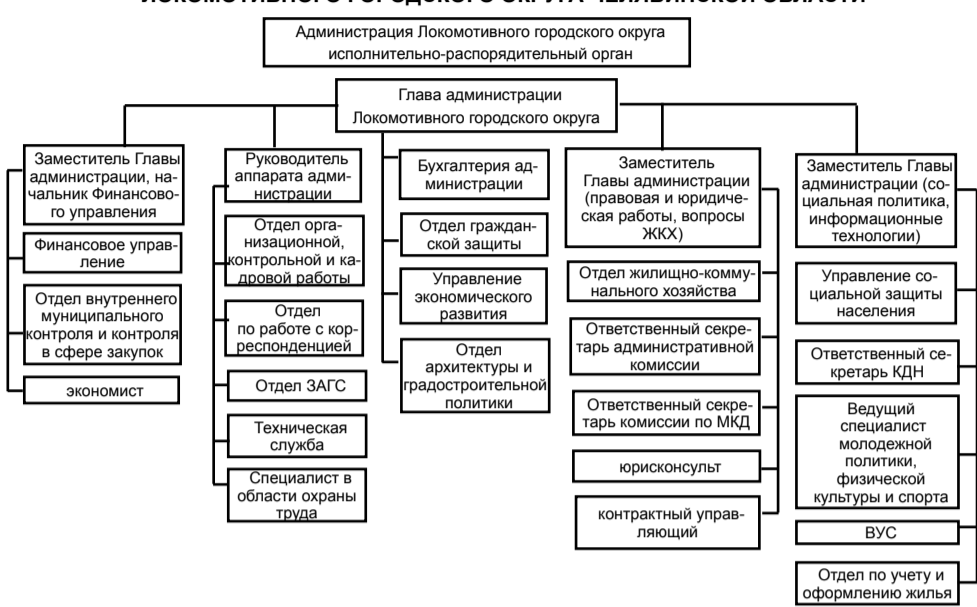 ЛОКОМОТИВНОГО ГОРОДСКОГО ОКРУГА ЧЕЛЯБИНСКОЙ ОБЛАСТИ
Администрация Локомотивного городского округа
исполнительно-распорядительный орган
Глава администрации
Локомотивного городского округа
Заместитель Главы
администрации, на-
чальник Финансово-
го управления
Финансовое управ-
ление
Отдел внутреннего
муниципального
контроля и контроля
в сфере закупок
экономист
Руководитель
аппарата адми-
нистрации
Отдел орга-
низационной,
контрольной и ка-
дровой работы
Отдел
по работе с кор-
респонденцией
Отдел ЗАГС
Техническая
служба
Специалист в
области охраны
труда
Бухгалтерия ад-
министрации
Отдел граждан-
ской защиты
Управление
экономического
развития
Отдел
архитектуры и
градостроительной
политики
Заместитель
Главы администрации
(правовая и юридиче-
ская работа, вопросы
ЖКХ)
Отдел жилищно-комму-
нального хозяйства
Ответственный секре-
тарь административной
комиссии
Ответственный секре-
тарь комиссии по МКД
юрисконсульт
контрактный управ-
ляющий
Заместитель Главы
администрации (со-
циальная политика,
информационные
технологии)
Управление со-
циальной защиты
населения
Ответственный се-
кретарь КДН
Ведущий
специалист
молодежной
политики,
физической
культуры и спорта
ВУС
Отдел по учету и
оформлению жилья